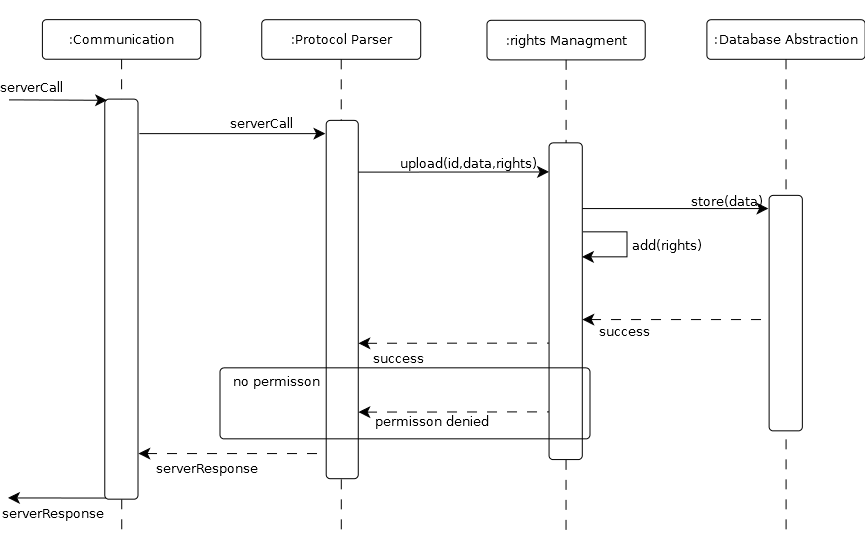 :Communication
:Protocol Parser
:rights Managment
:Database Abstraction
serverCall
serverCall
upload(id,data,rights)
store(data)
add(rights)
success
success
no permisson
permisson denied
serverResponse
serverResponse